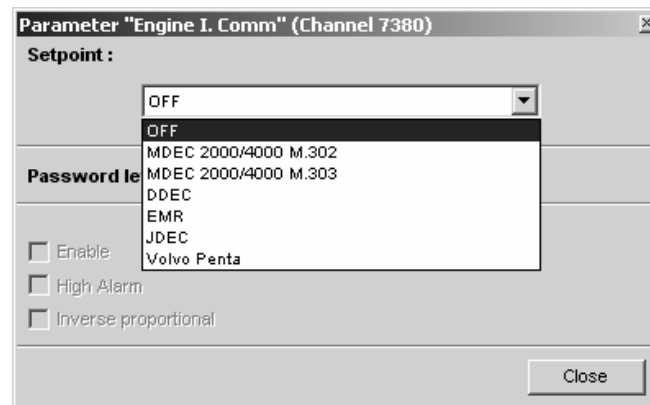 Parameter "Engine I. Comm" (Channel 7380)
Setpoint :
OFF
OFF
MDEC 2000/4000 M.302
MDEC 2000/4000 M.303
DDEC
EMR
JDEC
Volvo Penta
Password le
Enable
High Alarm
Inverse proportional
Close